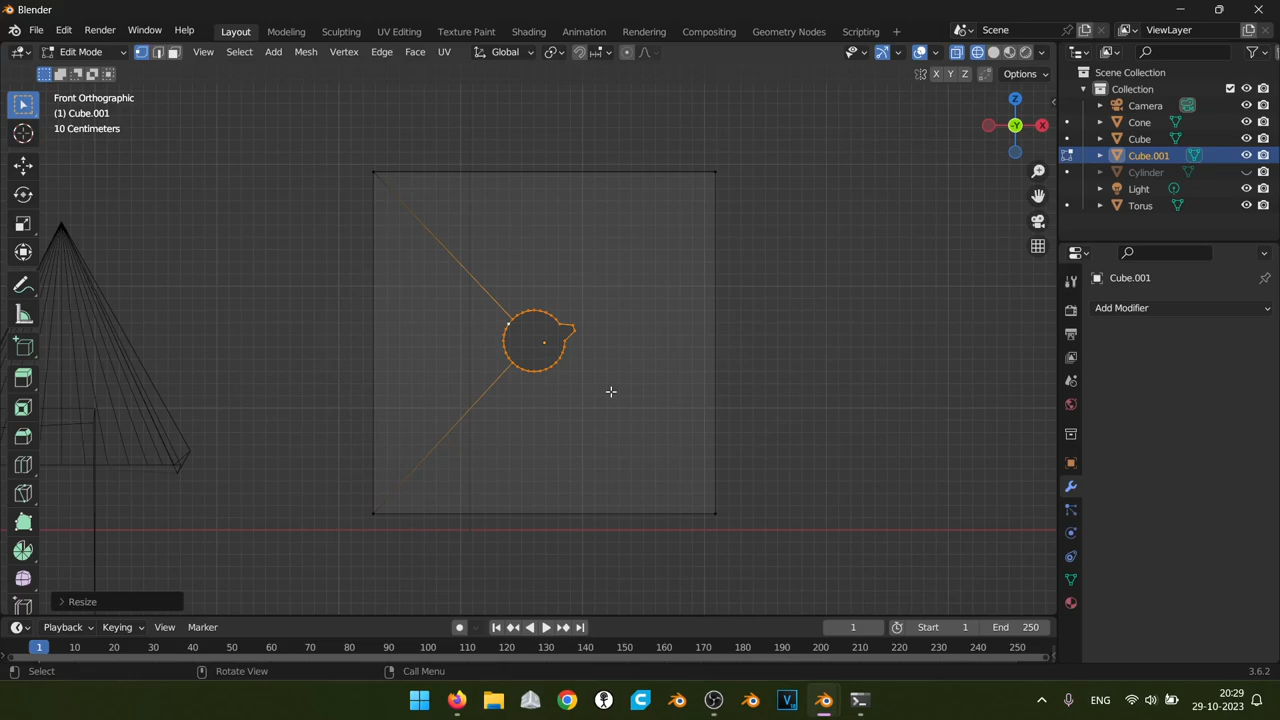 Blender
File Edit Render Window Help
Layout Modeling Sculpting UV Editing Texture Paint Shading Animation Rendering Compositing Geometry Nodes Scripting +
Scene
ViewLayer
Edit Mode View Select Add Mesh Vertex Edge Face UV Global
X Y Z Options
Front Orthographic
(1) Cube.001
10 Centimeters
Z
-Y
X
Scene Collection
Collection
Camera
Cone
Cube
Cube.001
Cylinder
Light
Torus
Cube.001
Add Modifier
Resize
Playback Keying View Marker
1 Start 1 End 250
1 10 20 30 40 50 60 70 80 90 100 110 120 130 140 150 160 170 180 190 200 210 220 230 240 250
Select Rotate View Call Menu 3.6.2
ENG 20:29
29-10-2023